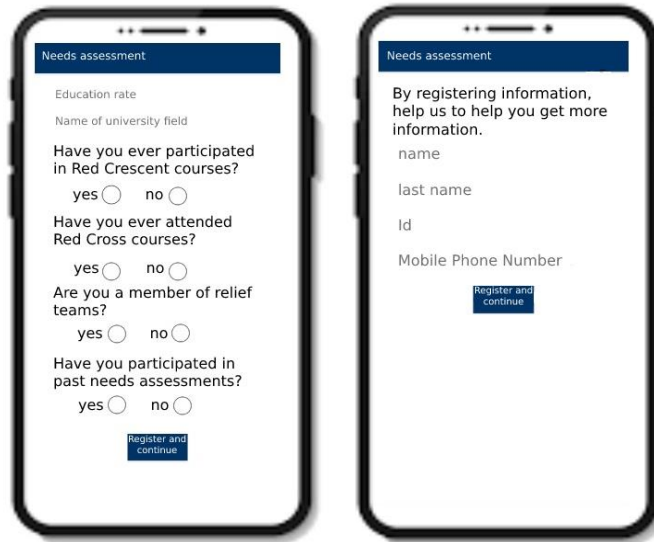 Needs assessment
Education rate
Name of university field
Have you ever participated
in Red Crescent courses?
yes no
Have you ever attended
Red Cross courses?
yes no
Are you a member of relief
teams?
yes no
Have you participated in
past needs assessments?
yes no
Register and
continue
Needs assessment
By registering information,
help us to help you get more
information.
name
last name
Id
Mobile Phone Number
Register and
continue